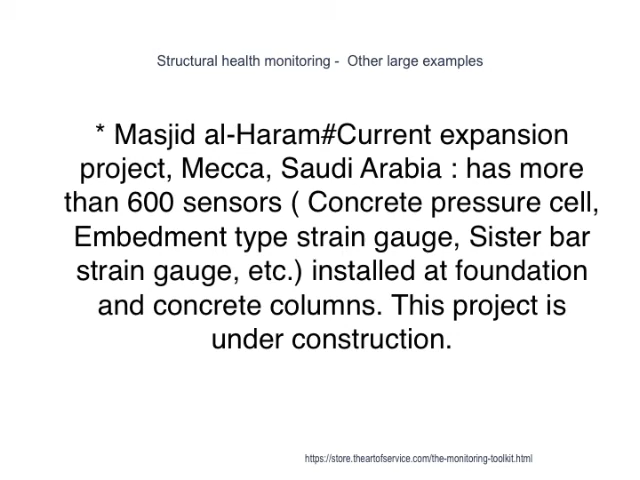 Structural health monitoring -  Other large examples
* Masjid al-Haram#Current expansion
project, Mecca, Saudi Arabia : has more
than 600 sensors ( Concrete pressure cell,
Embedment type strain gauge, Sister bar
strain gauge, etc.) installed at foundation
and concrete columns. This project is
under construction.
https://store.theartofservice.com/the-monitoring-toolkit.html